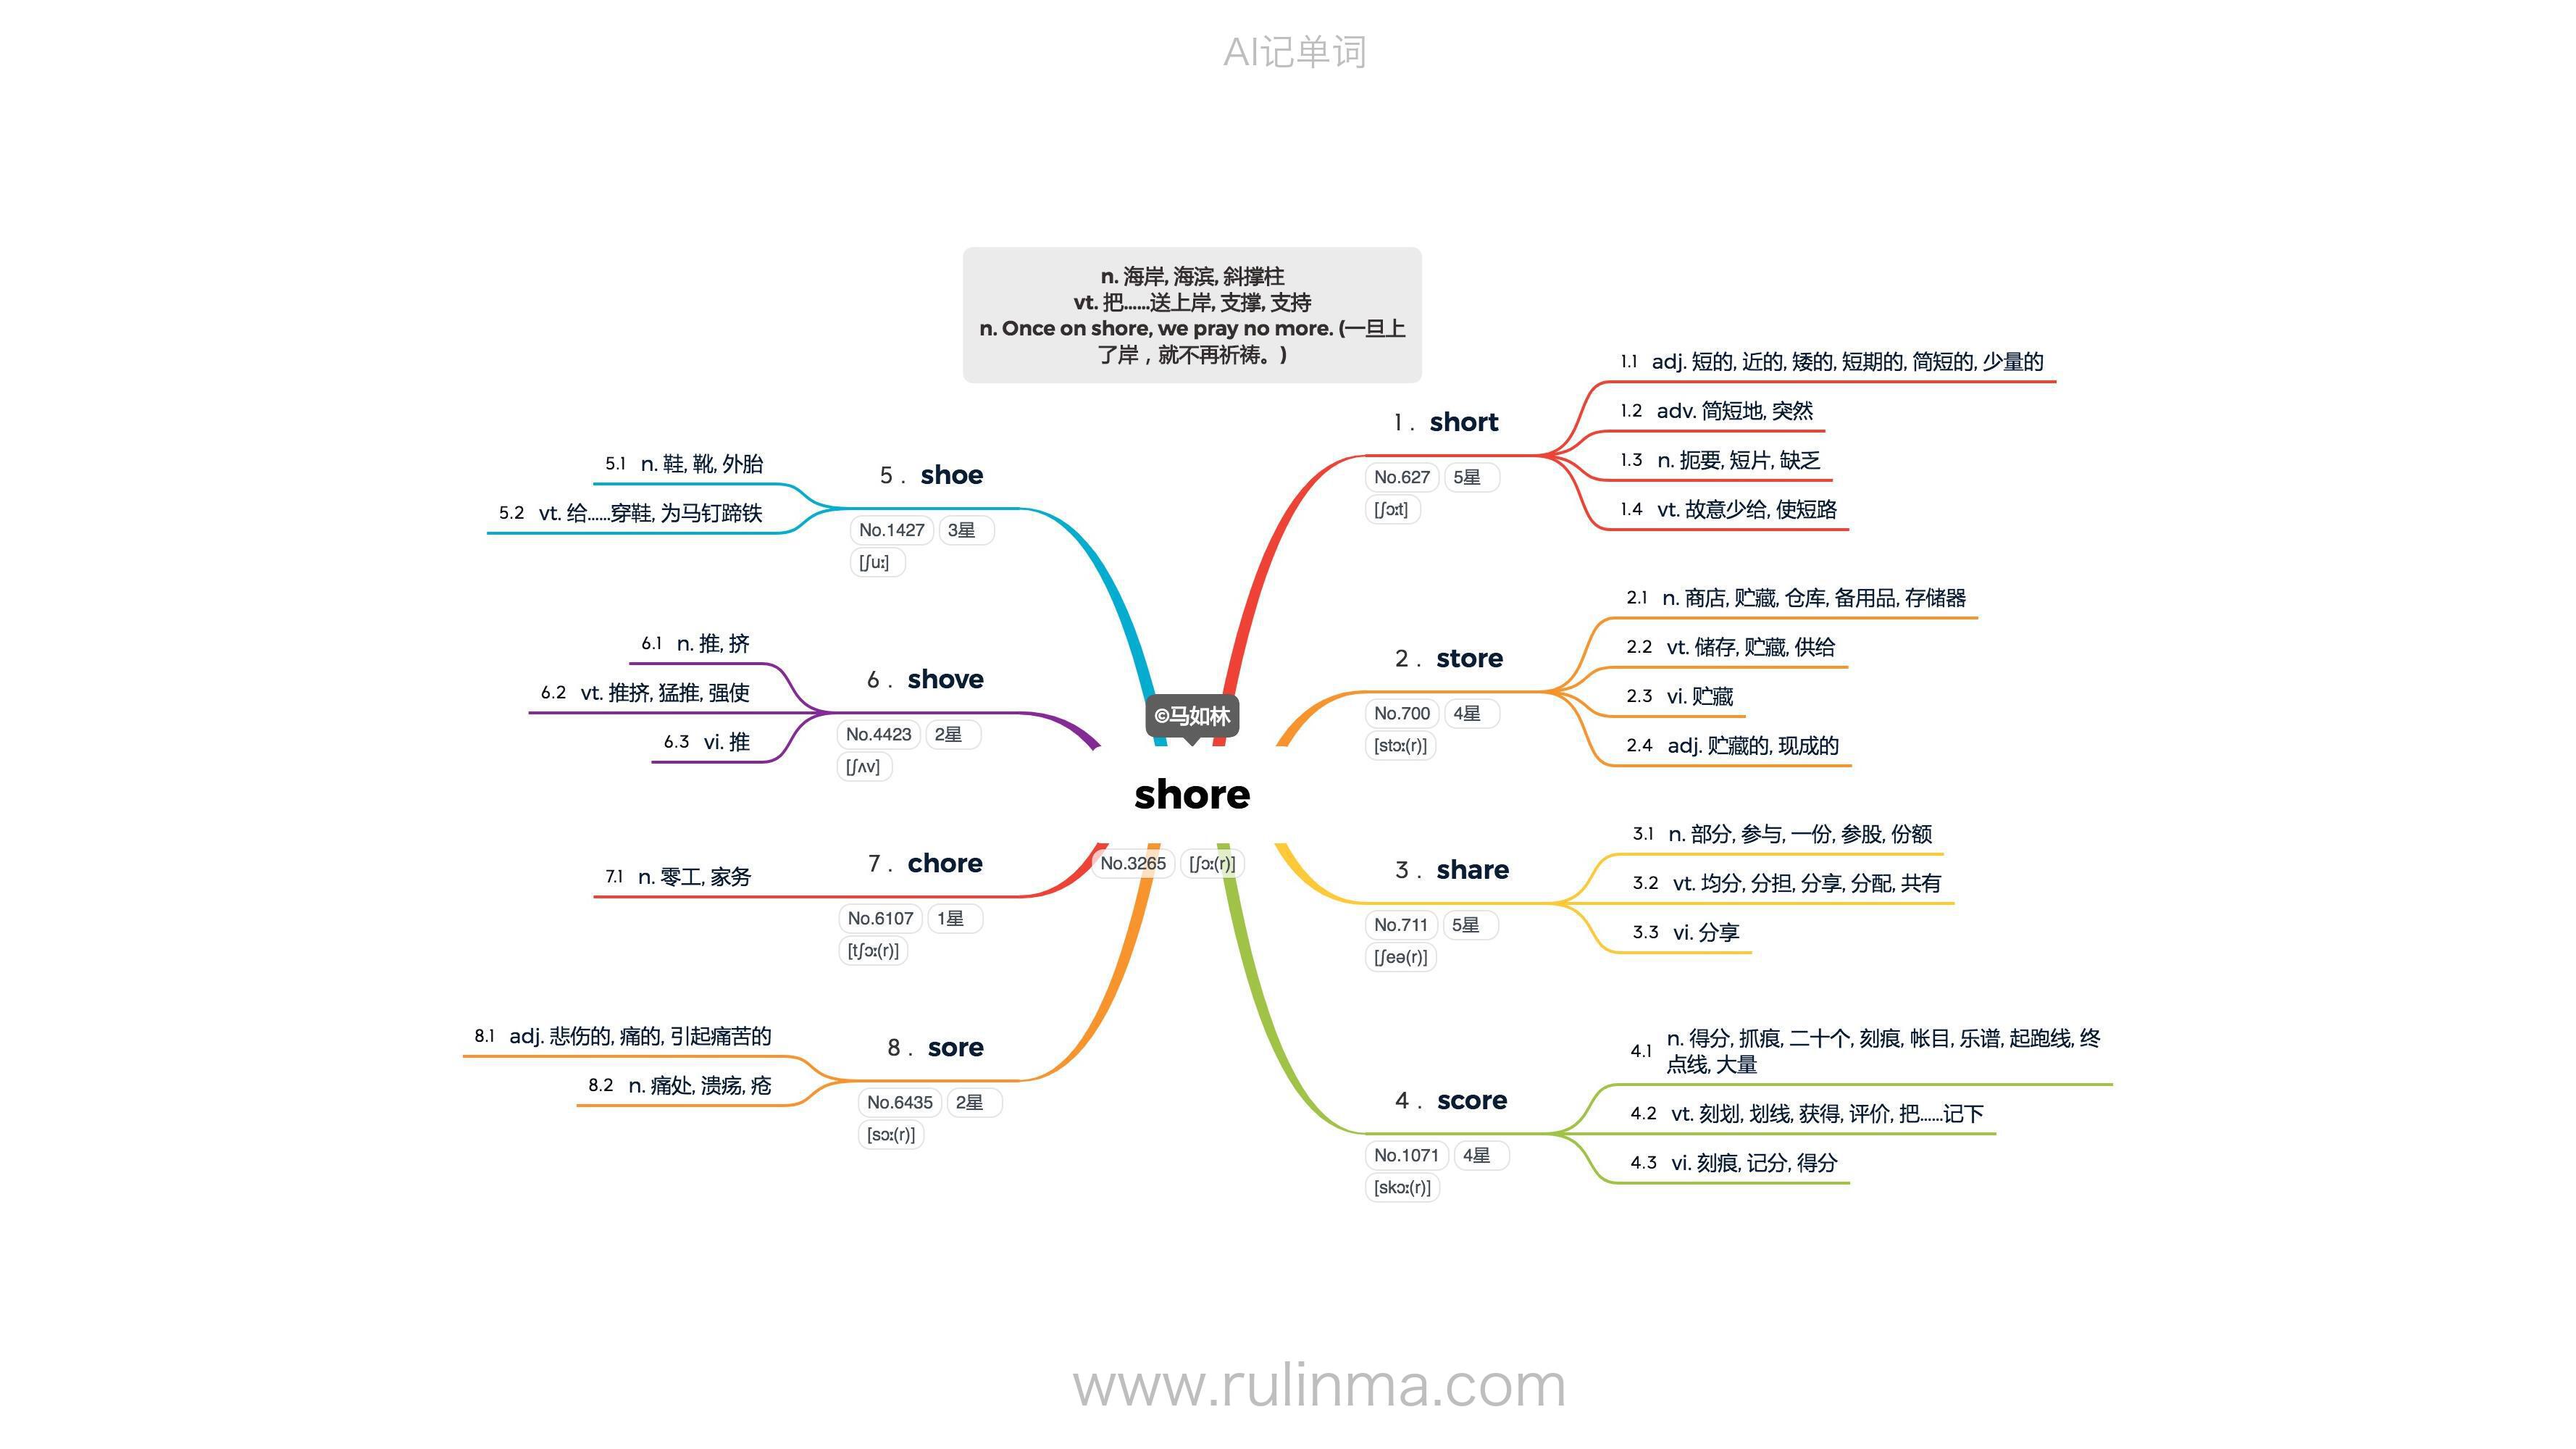 AI记单词
n. 海岸, 海滨, 斜撑柱
vt. 把......送上岸, 支撑, 支持
n. Once on shore, we pray no more. (一旦上
了岸，就不再祈祷。)
©马如林
shore
No.3265 [ʃɔː(r)]
1 . short
No.627 5星
[ʃɔːt]
1.1 adj. 短的, 近的, 矮的, 短期的, 简短的, 少量的
1.2 adv. 简短地, 突然
1.3 n. 扼要, 短片, 缺乏
1.4 vt. 故意少给, 使短路
2 . store
No.700 4星
[stɔː(r)]
2.1 n. 商店, 贮藏, 仓库, 备用品, 存储器
2.2 vt. 储存, 贮藏, 供给
2.3 vi. 贮藏
2.4 adj. 贮藏的, 现成的
3 . share
No.711 5星
[ʃeə(r)]
3.1 n. 部分, 参与, 一份, 参股, 份额
3.2 vt. 均分, 分担, 分享, 分配, 共有
3.3 vi. 分享
4 . score
No.1071 4星
[skɔː(r)]
4.1 n. 得分, 抓痕, 二十个, 刻痕, 帐目, 乐谱, 起跑线, 终
点线, 大量
4.2 vt. 刻划, 划线, 获得, 评价, 把......记下
4.3 vi. 刻痕, 记分, 得分
5 . shoe
No.1427 3星
[ʃuː]
5.1 n. 鞋, 靴, 外胎
5.2 vt. 给......穿鞋, 为马钉蹄铁
6 . shove
No.4423 2星
[ʃʌv]
6.1 n. 推, 挤
6.2 vt. 推挤, 猛推, 强使
6.3 vi. 推
7 . chore
No.6107 1星
[tʃɔː(r)]
7.1 n. 零工, 家务
8 . sore
No.6435 2星
[sɔː(r)]
8.1 adj. 悲伤的, 痛的, 引起痛苦的
8.2 n. 痛处, 溃疡, 疮
www.rulinma.com